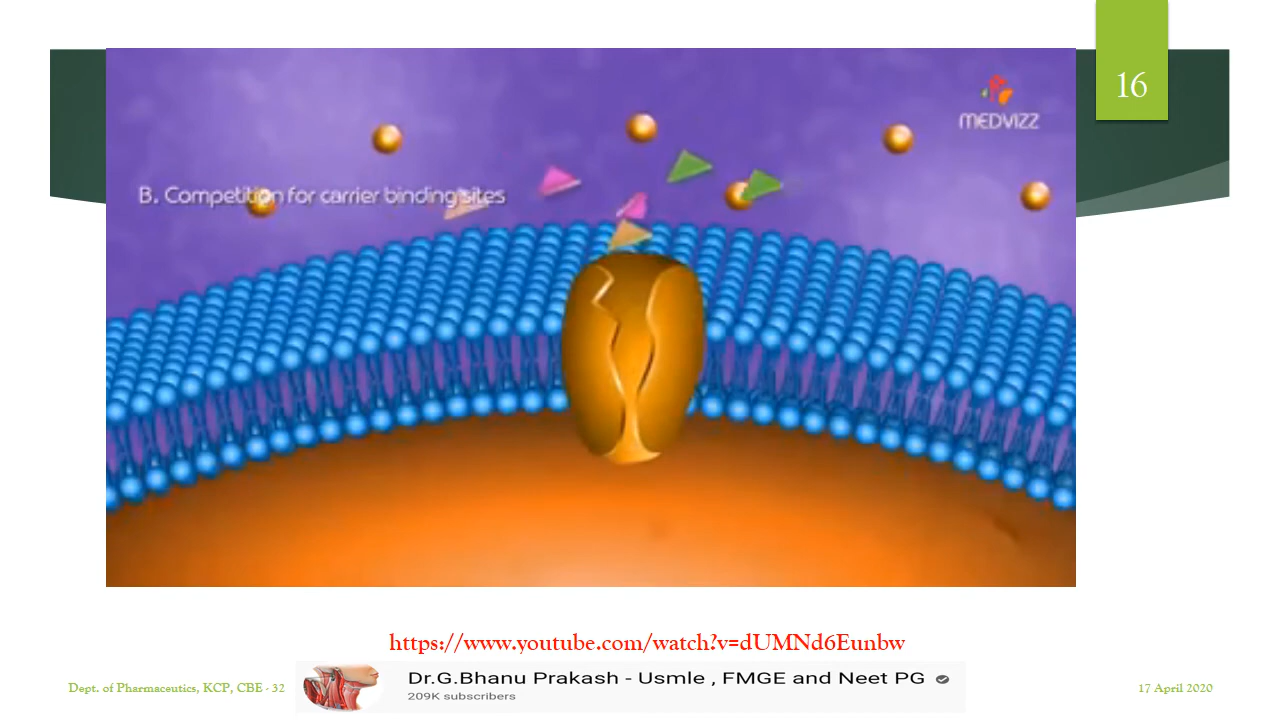 16
MEDVIZZ
B. Competition for carrier binding sites
https://www.youtube.com/watch?v=dUMNd6Eunbw
Dr.G.Bhanu Prakash - Usmle , FMGE and Neet PG
209K subscribers
Dept. of Pharmaceutics, KCP, CBE - 32
17 April 2020